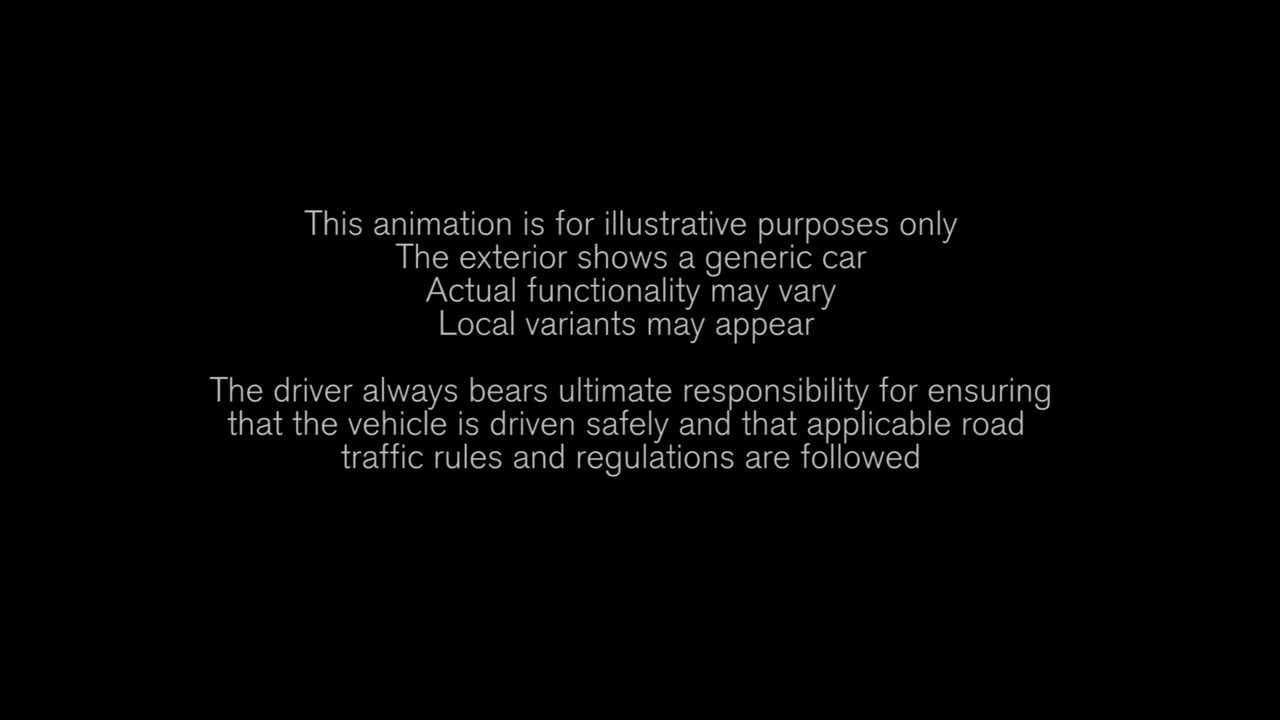 This animation is for illustrative purposes only
The exterior shows a generic car
Actual functionality may vary
Local variants may appear
The driver always bears ultimate responsibility for ensuring
that the vehicle is driven safely and that applicable road
traffic rules and regulations are followed